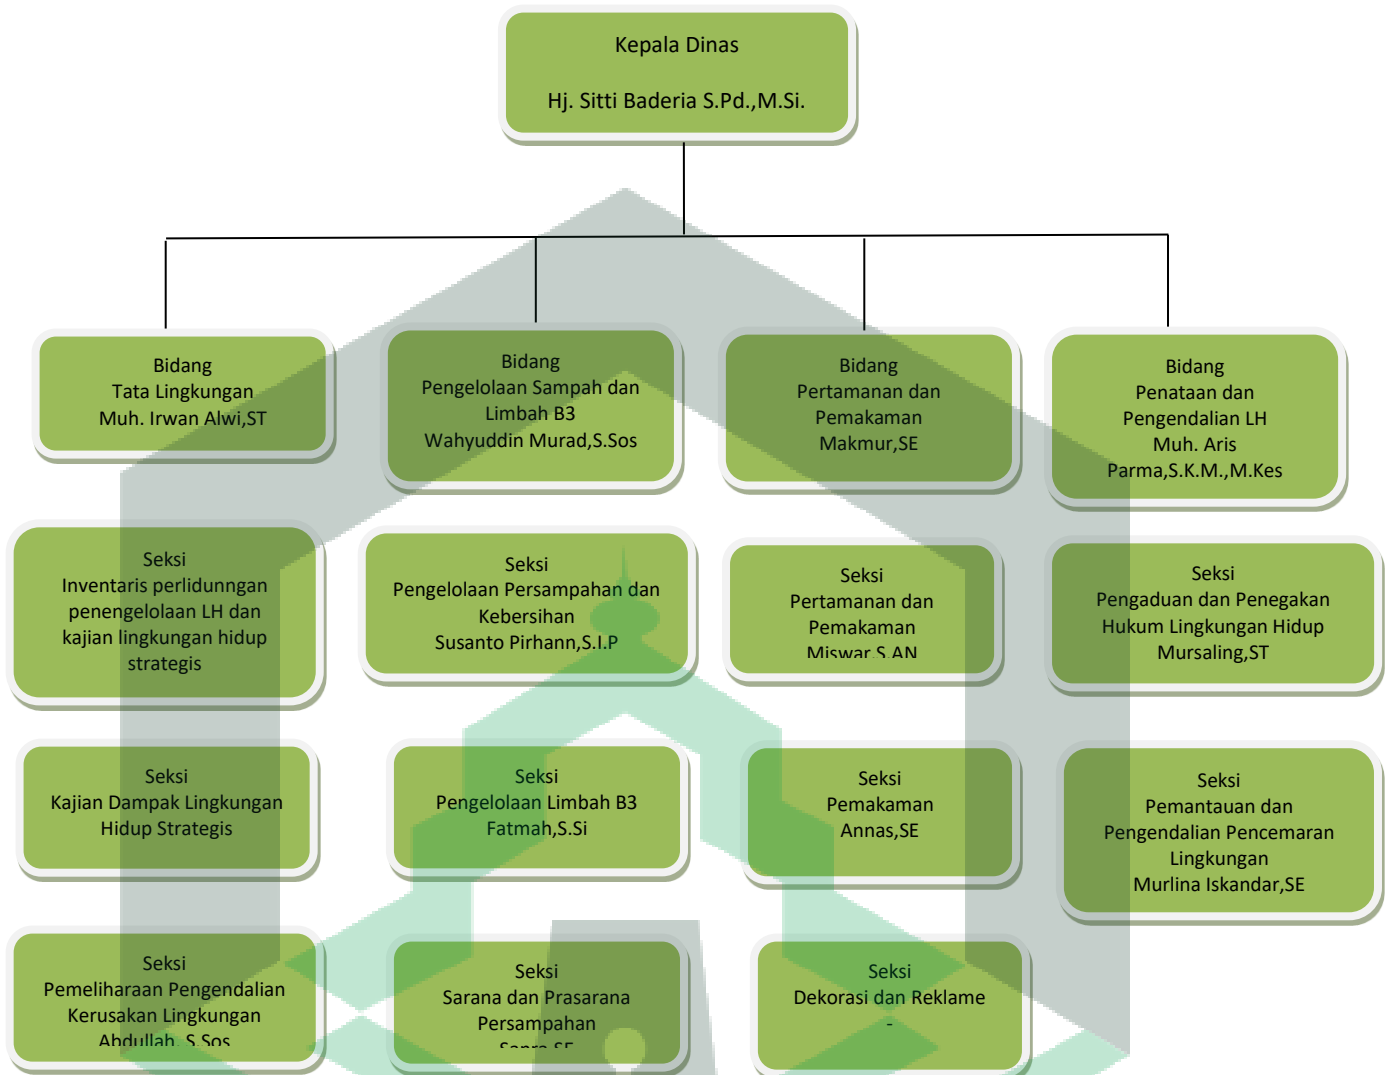 Kepala Dinas
Hj. Sitti Baderia S.Pd.,M.Si.
Bidang
Tata Lingkungan
Muh. Irwan Alwi,ST
Bidang
Pengelolaan Sampah dan
Limbah B3
Wahyuddin Murad,S.Sos
Bidang
Pertamanan dan
Pemakaman
Makmur,SE
Bidang
Penataan dan
Pengendalian LH
Muh. Aris
Parma,S.K.M.,M.Kes
Seksi
Inventaris perlidunngan
penengelolaan LH dan
kajian lingkungan hidup
strategis
Seksi
Pengelolaan Persampahan dan
Kebersihan
Susanto Pirhann,S.I.P
Seksi
Pertamanan dan
Pemakaman
Miswar,S.AN
Seksi
Pengaduan dan Penegakan
Hukum Lingkungan Hidup
Mursaling,ST
Seksi
Kajian Dampak Lingkungan
Hidup Strategis
Seksi
Pengelolaan Limbah B3
Fatmah,S.Si
Seksi
Pemakaman
Annas,SE
Seksi
Pemantauan dan
Pengendalian Pencemaran
Lingkungan
Murlina Iskandar,SE
Seksi
Pemeliharaan Pengendalian
Kerusakan Lingkungan
Abdullah, S.Sos
Seksi
Sarana dan Prasarana
Persampahan
Seksi
Dekorasi dan Reklame
-